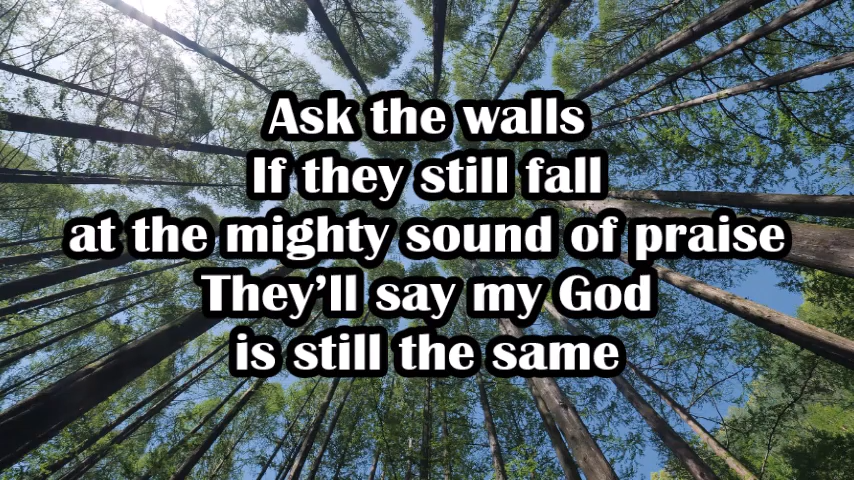 Ask the walls
If they still fall
at the mighty sound of praise
They’ll say my God
is still the same